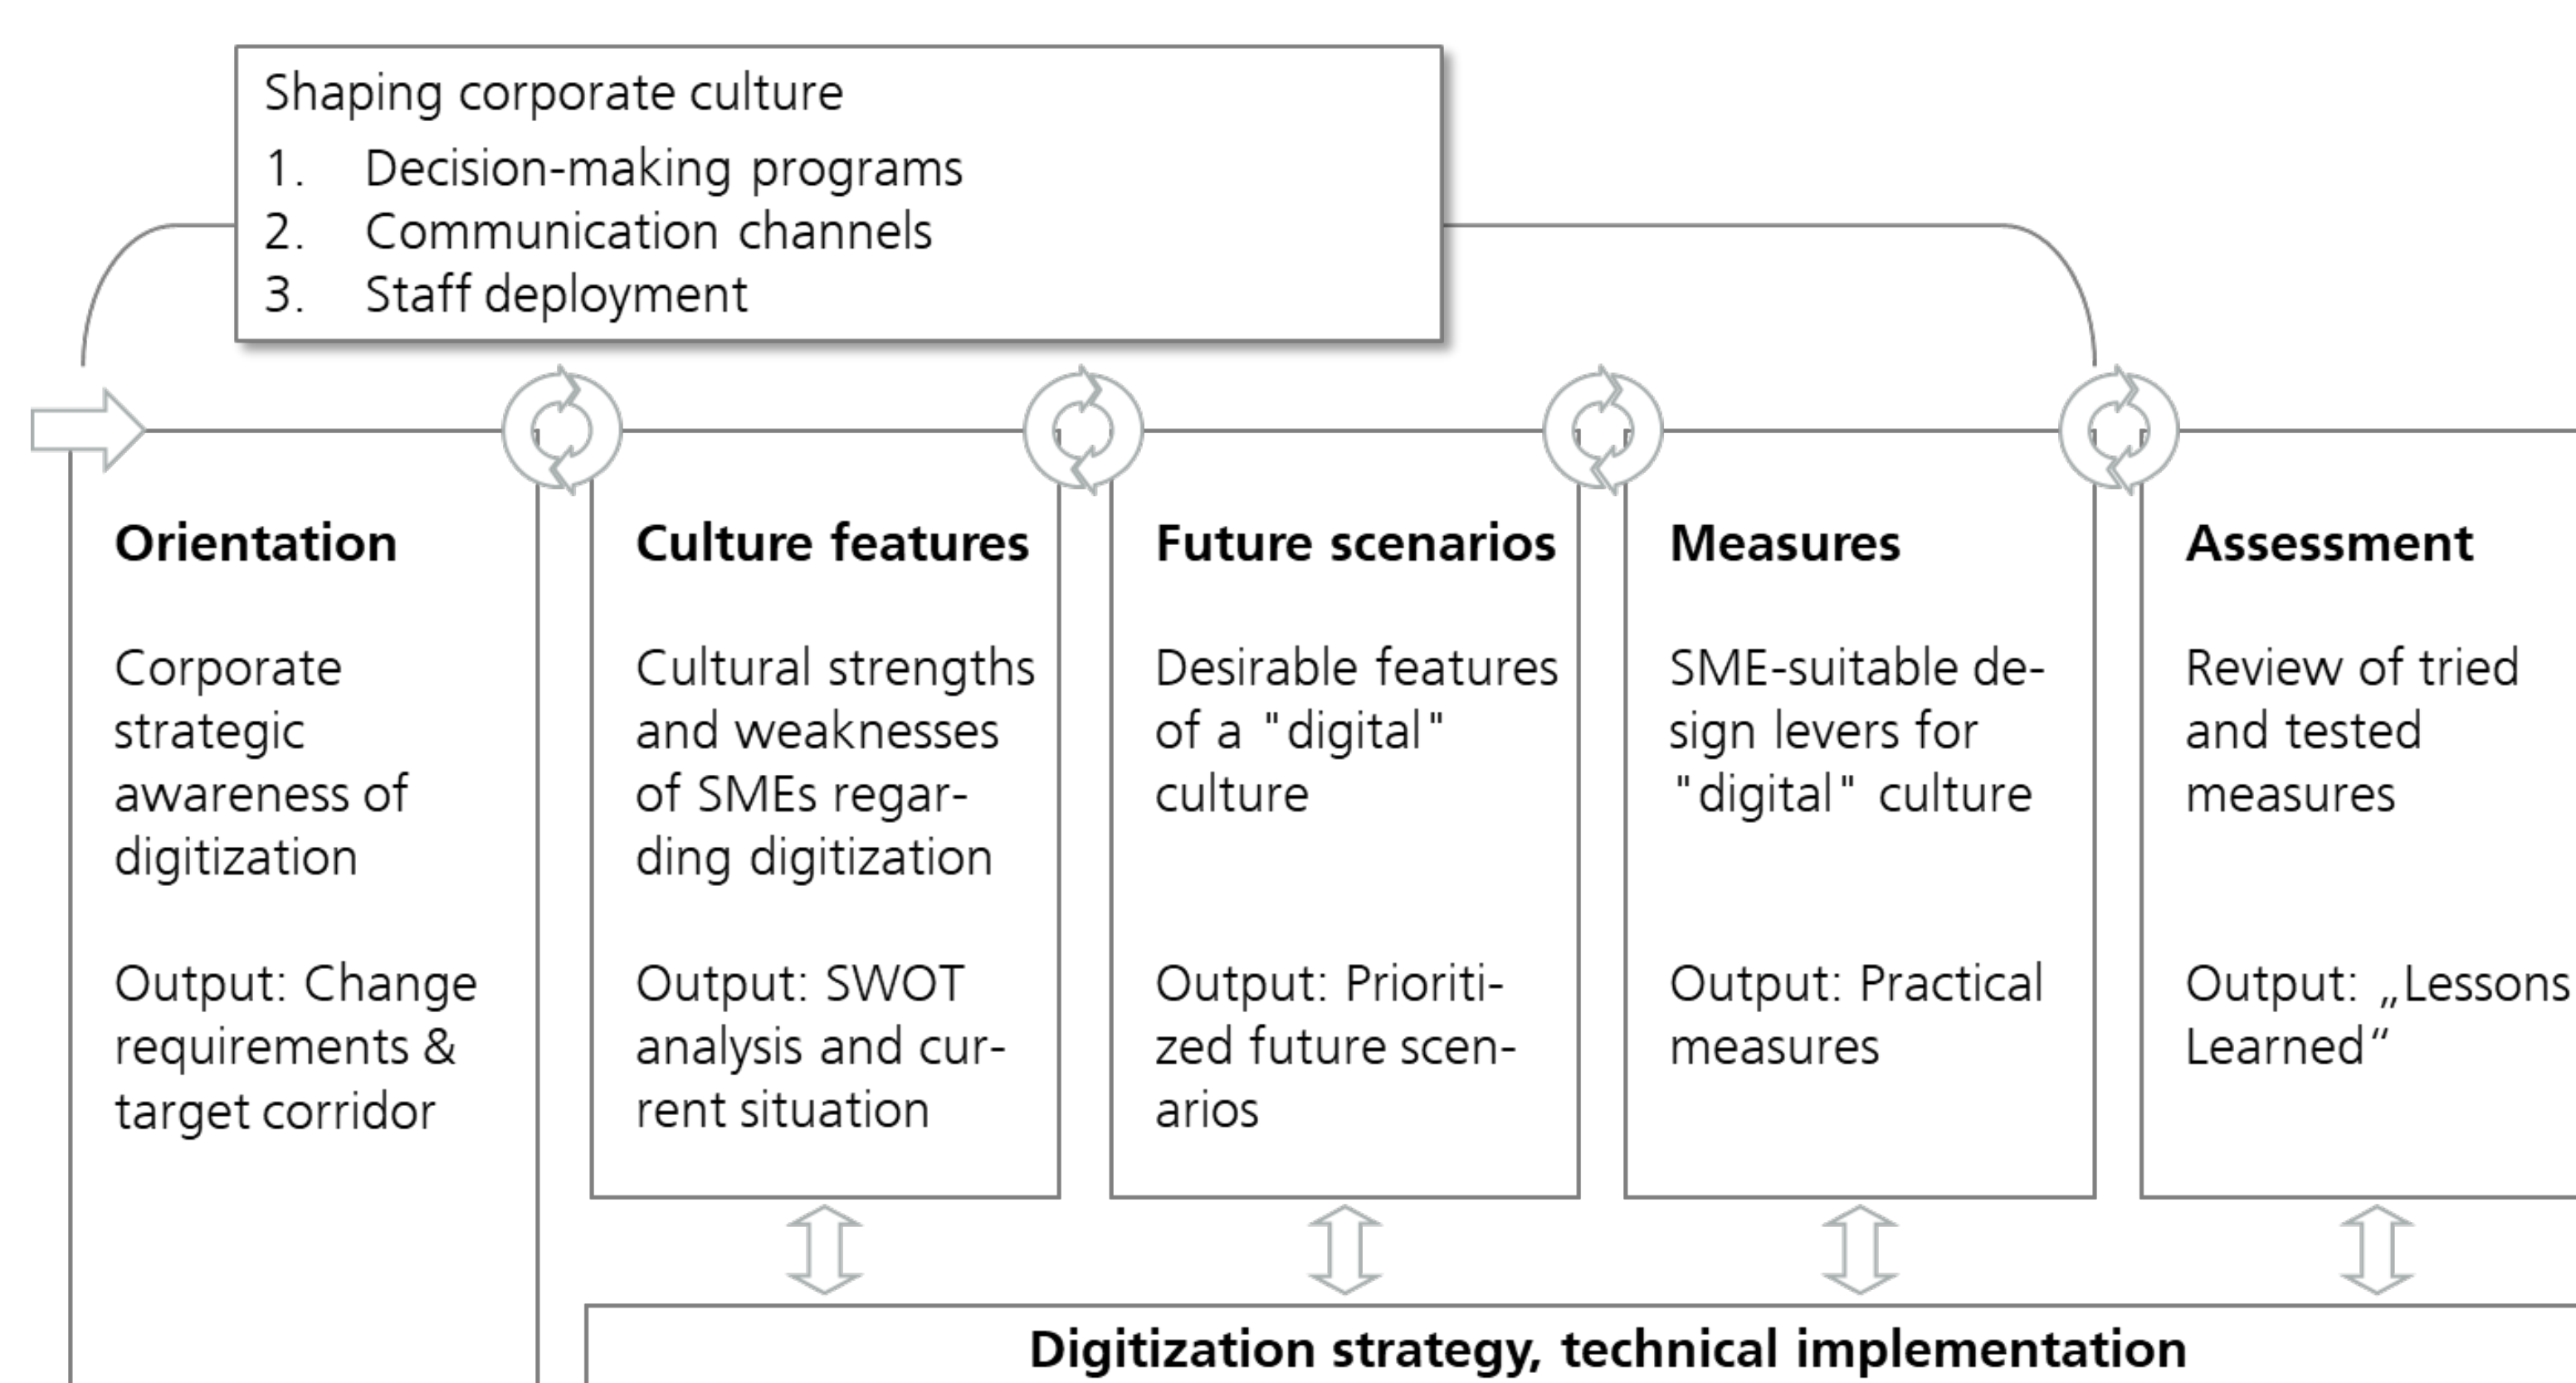 Shaping corporate culture
1. Decision-making programs
2. Communication channels
3. Staff deployment
Orientation
Corporate
strategic
awareness of
digitization
Output: Change
requirements &
target corridor
Culture features
Cultural strengths
and weaknesses
of SMEs regar-
ding digitization
Output: SWOT
analysis and cur-
rent situation
Future scenarios
Desirable features
of a "digital"
culture
Output: Prioriti-
zed future scen-
arios
Measures
SME-suitable de-
sign levers for
"digital" culture
Output: Practical
measures
Assessment
Review of tried
and tested
measures
Output: „Lessons
Learned“
Digitization strategy, technical implementation